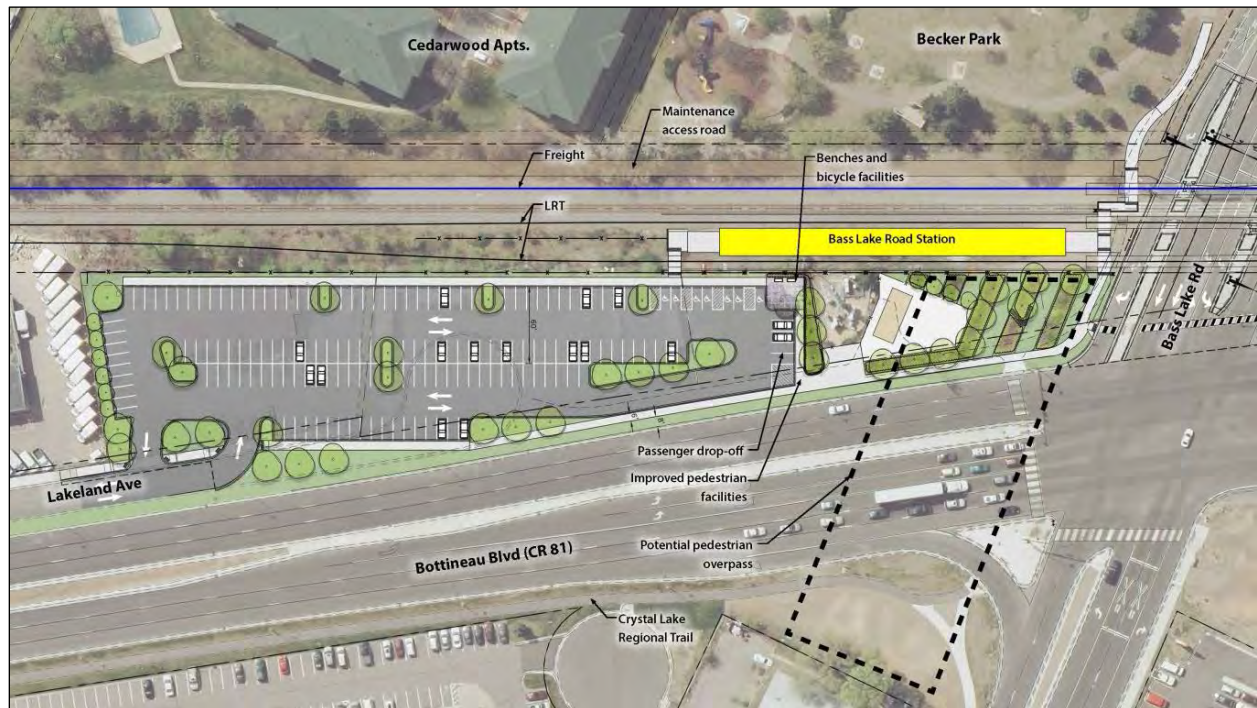 Cedarwood Apts.
Becker Park
Maintenance
access road
Freight
Benches and
bicycle facilities
LRT
Bass Lake Road Station
Bass Lake Rd
60'
Passenger drop-off
Improved pedestrian
facilities
Lakeland Ave
Potential pedestrian
overpass
Bottineau Blvd (CR 81)
Crystal Lake
Regional Trail